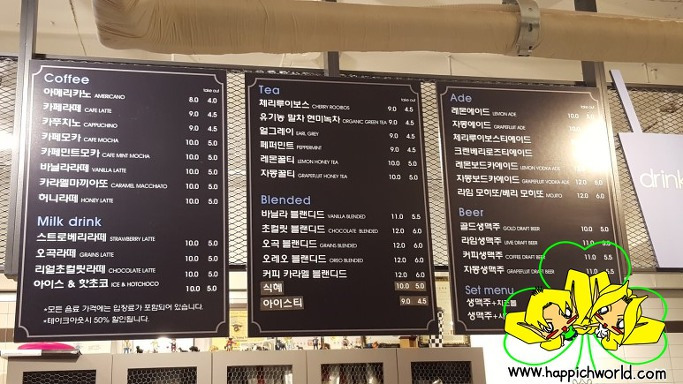 Coffee
take out
아메리카노 AMERICANO 8.0 4.0
카페라떼 CAFE LATTE 9.0 4.5
카푸치노 CAPPUCHINO 9.0 4.5
카페모카 CAFE MOCHA 10.0 5.0
카페민트모카 CAFE MINT MOCHA 10.0 5.0
바닐라라떼 VANILLA LATTE 10.0 5.0
카라멜마끼아또 CARAMEL MACCHIATO 10.0 5.0
허니라떼 HONEY LATTE 10.0 5.0
Milk drink
스트로베리라떼 STRAWBERRY LATTE 10.0 5.0
오곡라떼 GRAINS LATTE 10.0 5.0
리얼초컬릿라떼 CHOCOLATE LATTE 10.0 5.0
아이스 & 핫초코 ICE & HOTCHOCO 10.0 5.0
*모든 음료 가격에는 입장료가 포함되어 있습니다.
*테이크아웃시 50% 할인됩니다.
Tea
take out
체리루이보스 CHERRY ROOIBOS 9.0 4.5
유기농 말차 현미녹차 ORGANIC GREEN TEA 9.0 4.5
얼그레이 EARL GREY 9.0 4.5
페퍼민트 PEPPERMINT 9.0 4.5
레몬꿀티 LEMON HONEY TEA 10.0 5.0
자몽꿀티 GRAPEFRUIT HONEY TEA 10.0 5.0
Blended
바닐라 블랜디드 VANILLA BLENDED 11.0 5.5
초컬릿 블랜디드 CHOCOLATE BLENDED 12.0 6.0
오곡 블랜디드 GRAINS BLENDED 12.0 6.0
오레오 블랜디드 OREO BLENDED 12.0 6.0
커피 카라멜 블랜디드 12.0 6.0
식혜 10.0 5.0
아이스티 9.0 4.5
Ade
take out
레몬에이드 LEMON ADE 10.0
자몽에이드 GRAPEFRUIT ADE 10.0
체리루이보스티에이드
크랜베리로즈티에이드
레몬보드카에이드 LEMON VODKA ADE 12.0
자몽보드카에이드 GRAPEFRUIT VODKA ADE 12.0 6.0
라임 모히또/베리 모히또 MOJITO 12.0 6.0
Beer
골드생맥주 GOLD DRAFT BEER 10.0 5.0
라임생맥주 LIVE DRAFT BEER 11.0
커피생맥주 COFFEE DRAFT BEER 11.0 5.5
자몽생맥주 GRAPEFRUIT DRAFT BEER
Set menu
생맥주+
생맥주+
drink
www.happichworld.com